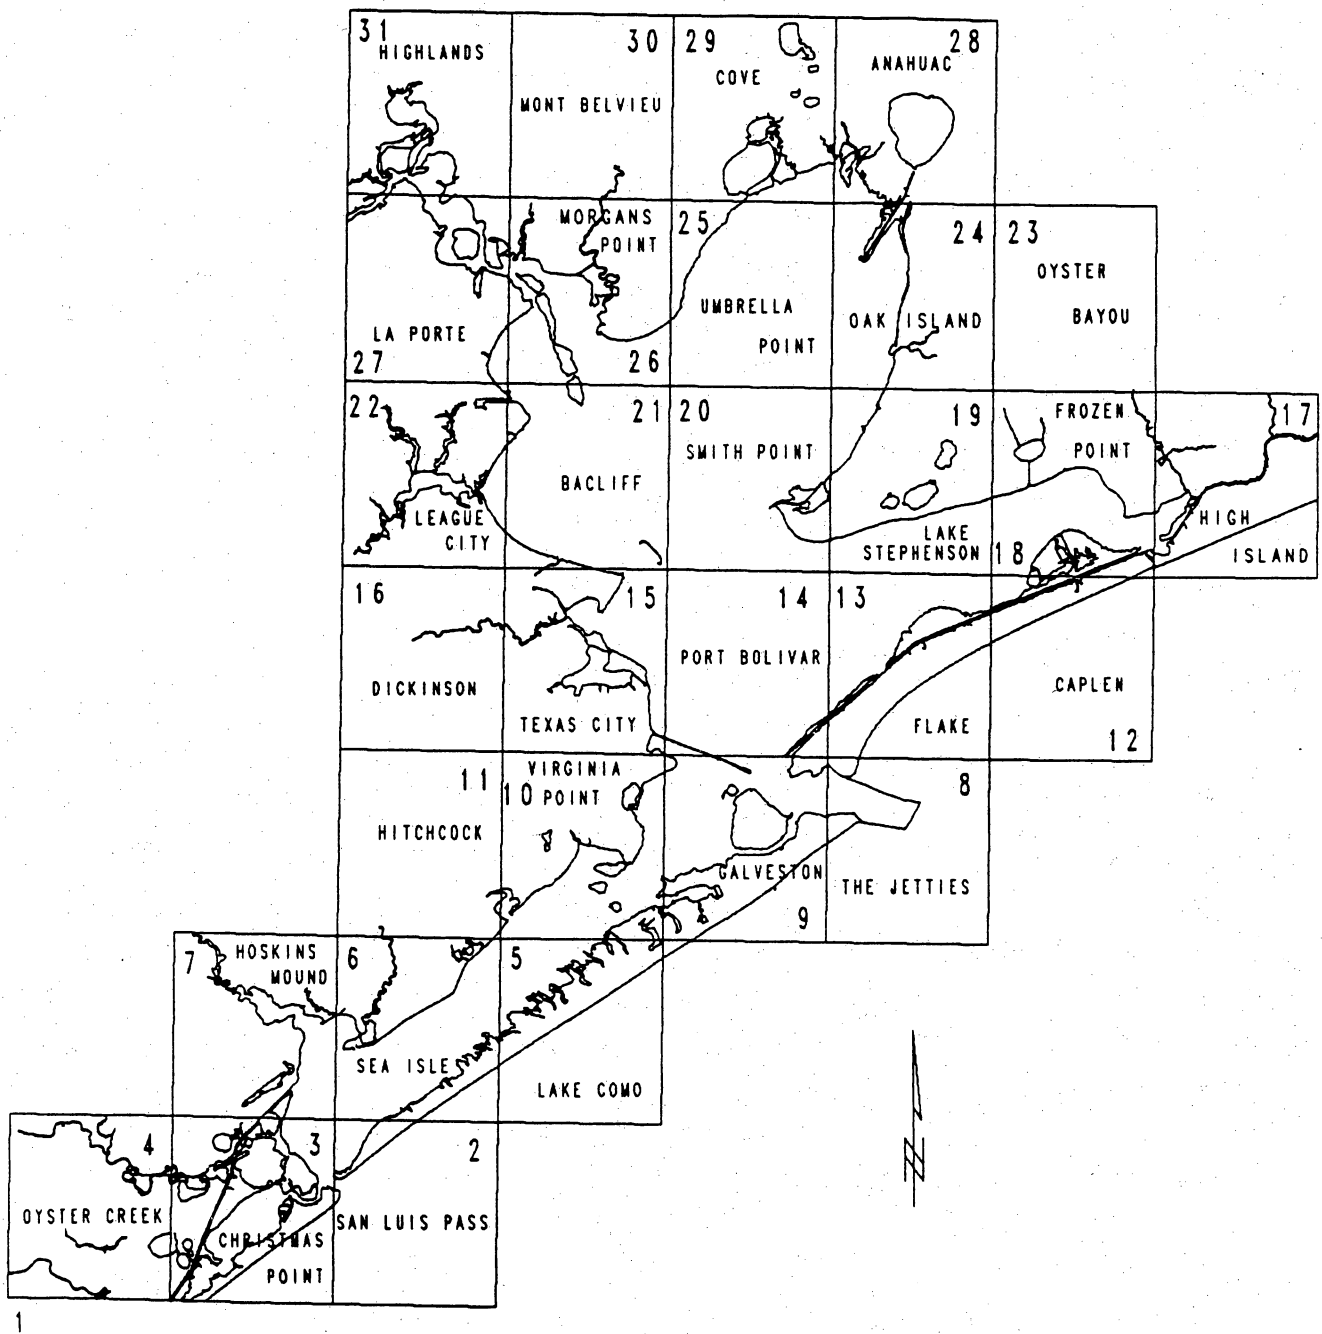 31
HIGHLANDS
30
MONT BELVIEU
29
COVE
28
ANAHUAC
MORGANS
POINT
25
24
23
OYSTER
BAYOU
UMBRELLA
POINT
OAK ISLAND
LA PORTE
27
26
22
21
20
19
FROZEN
POINT
17
SMITH POINT
BACLIFF
LEAGUE
CITY
LAKE
STEPHENSON
18
HIGH
ISLAND
16
15
14
13
PORT BOLIVAR
DICKINSON
TEXAS CITY
CAPLEN
FLAKE
12
11
VIRGINIA
10 POINT
8
HITCHCOCK
GALVESTON
THE JETTIES
9
7
HOSKINS
MOUND
6
5
SEA ISLE
LAKE COMO
4
3
2
OYSTER CREEK
SAN LUIS PASS
CHRISTMAS
POINT
N
1